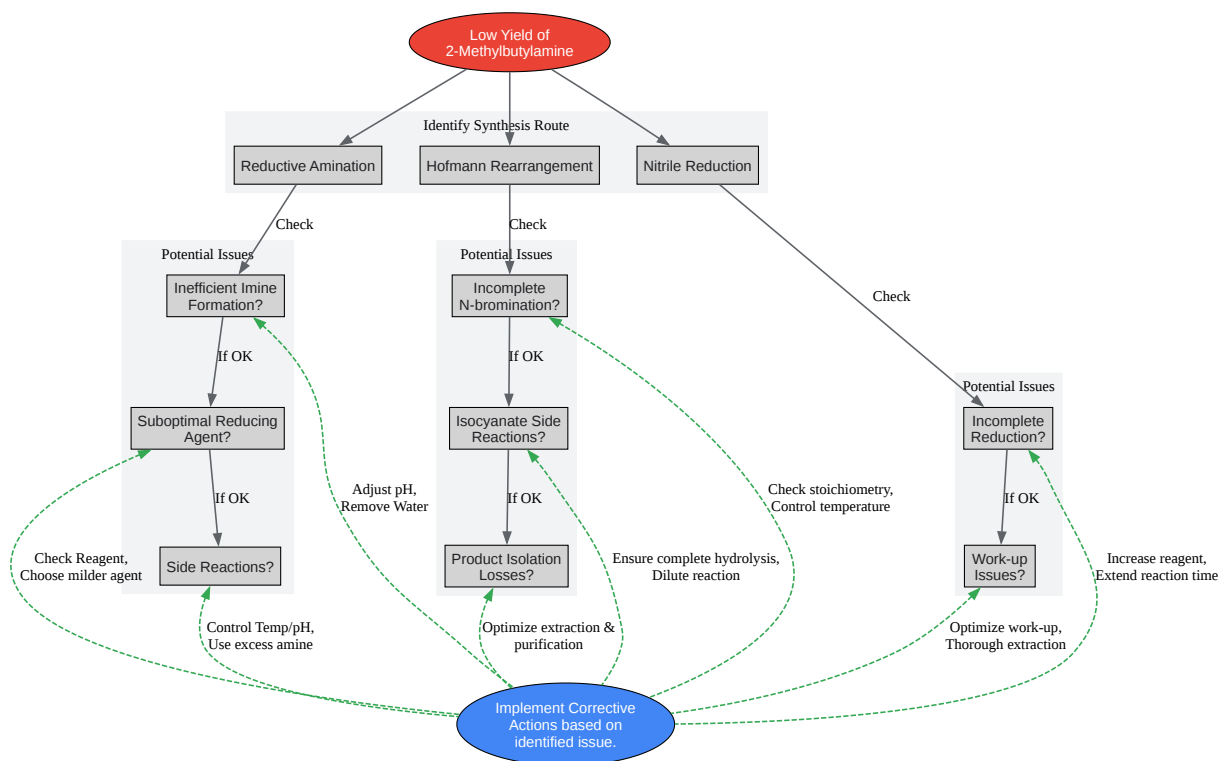 Low Yield of
2-Methylbutylamine
Identify Synthesis Route
Reductive Amination
Hofmann Rearrangement
Nitrile Reduction
Check
Check
Check
Potential Issues
Inefficient Imine
Formation?
If OK
Suboptimal Reducing
Agent?
If OK
Side Reactions?
Potential Issues
Incomplete
N-bromination?
If OK
Isocyanate Side
Reactions?
If OK
Product Isolation
Losses?
Potential Issues
Incomplete
Reduction?
If OK
Work-up
Issues?
Adjust pH,
Remove Water
Check Reagent,
Choose milder agent
Control Temp/pH,
Use excess amine
Check stoichiometry,
Control temperature
Ensure complete hydrolysis,
Dilute reaction
Optimize extraction &
purification
Increase reagent,
Extend reaction time
Optimize work-up,
Thorough extraction
Implement Corrective
Actions based on
identified issue.